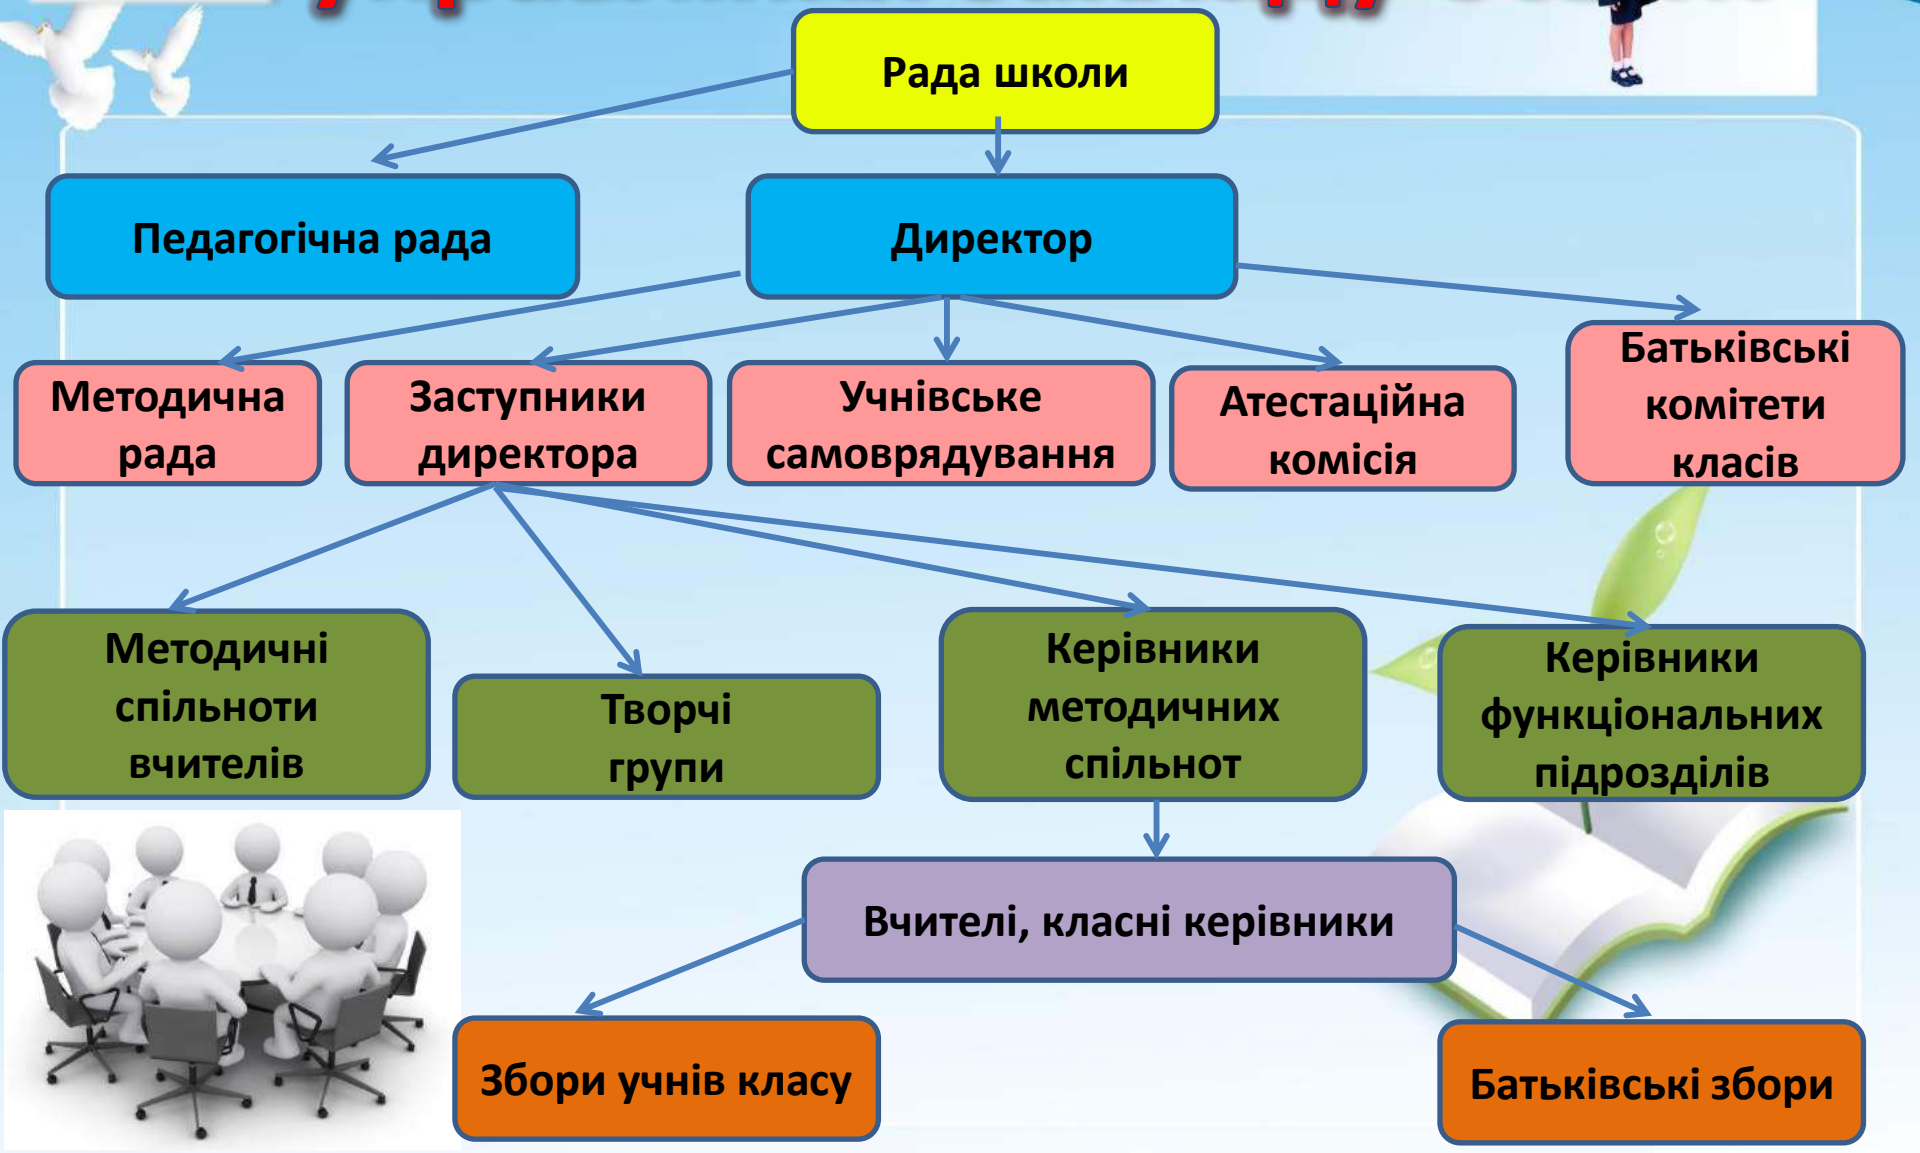 Рада школи
Педагогічна рада
Директор
Методична
рада
Заступники
директора
Учнівське
самоврядування
Атестаційна
комісія
Батьківські
комітети
класів
Методичні
спільноти
вчителів
Творчі
групи
Керівники
методичних
спільнот
Керівники
функціональних
підрозділів
Вчителі, класні керівники
Збори учнів класу
Батьківські збори